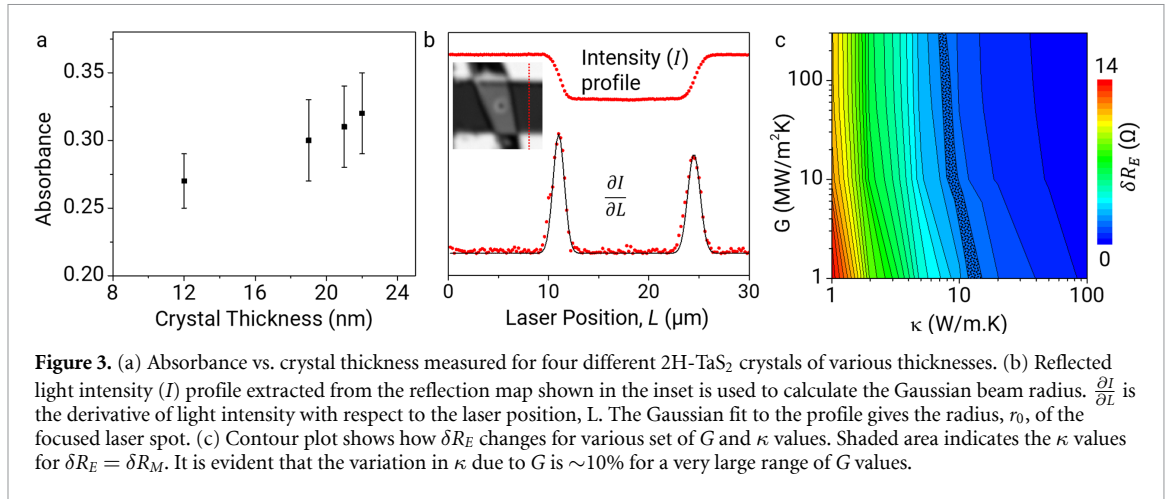 a
Absorbance
0.35
0.30
0.25
0.20
8
12
16
20
24
Crystal Thickness (nm)
b
Intensity (I)
profile
∂I
∂L
0
10
20
30
Laser Position, L (µm)
c
G (MW/m²K)
100
10
1
1
10
100
κ (W/m.K)
14
δR_E (Ω)
0
Figure 3. (a) Absorbance vs. crystal thickness measured for four different 2H-TaS₂ crystals of various thicknesses. (b) Reflected
light intensity (I) profile extracted from the reflection map shown in the inset is used to calculate the Gaussian beam radius. ∂I/∂L is
the derivative of light intensity with respect to the laser position, L. The Gaussian fit to the profile gives the radius, r₀, of the
focused laser spot. (c) Contour plot shows how δR_E changes for various set of G and κ values. Shaded area indicates the κ values
for δR_E = δR_M. It is evident that the variation in κ due to G is ∼10% for a very large range of G values.